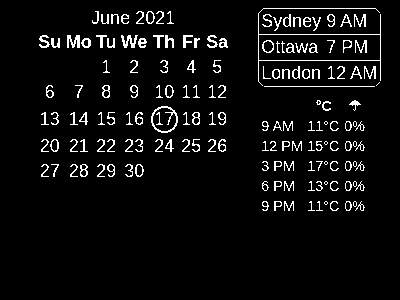 June 2021
Su Mo Tu We Th Fr Sa
1 2 3 4 5
6 7 8 9 10 11 12
13 14 15 16 17 18 19
20 21 22 23 24 25 26
27 28 29 30
Sydney 9 AM
Ottawa 7 PM
London 12 AM
°C
9 AM 11°C 0%
12 PM 15°C 0%
3 PM 17°C 0%
6 PM 13°C 0%
9 PM 11°C 0%